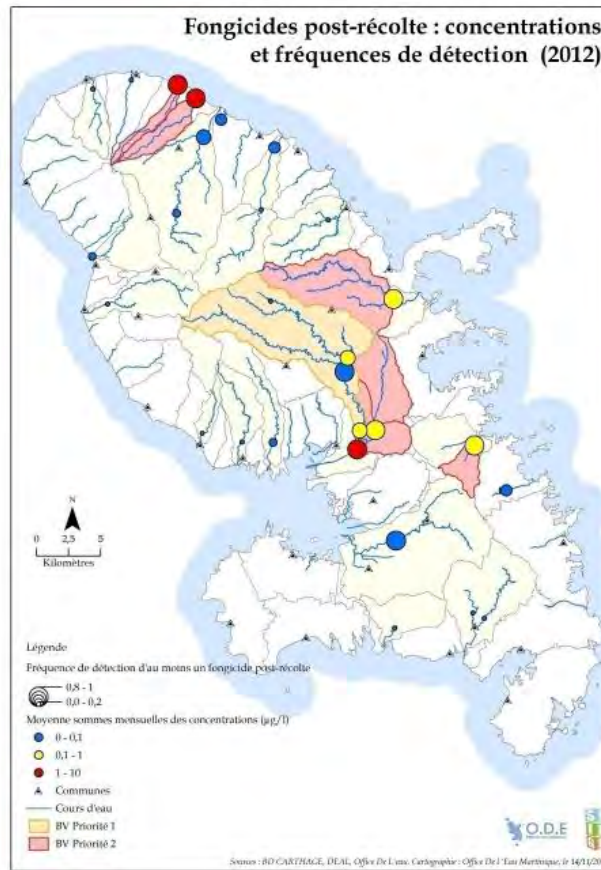 Fongicides post-récolte : concentrations
et fréquences de détection (2012)
N
0 2,5 5
Kilomètres
Légende
Fréquence de détection d'au moins un fongicide post-récolte
0,8 - 1
0,0 - 0,2
Moyenne sommes mensuelles des concentrations (µg/l)
0 - 0,1
0,1 - 1
1 - 10
Communes
Cours d'eau
BV Priorité 1
BV Priorité 2
O.D.E
Sources : BD CARTHAGE, DEAL, Office De L'eau. Cartographie : Office De l'Eau Martinique, le 14/11/20